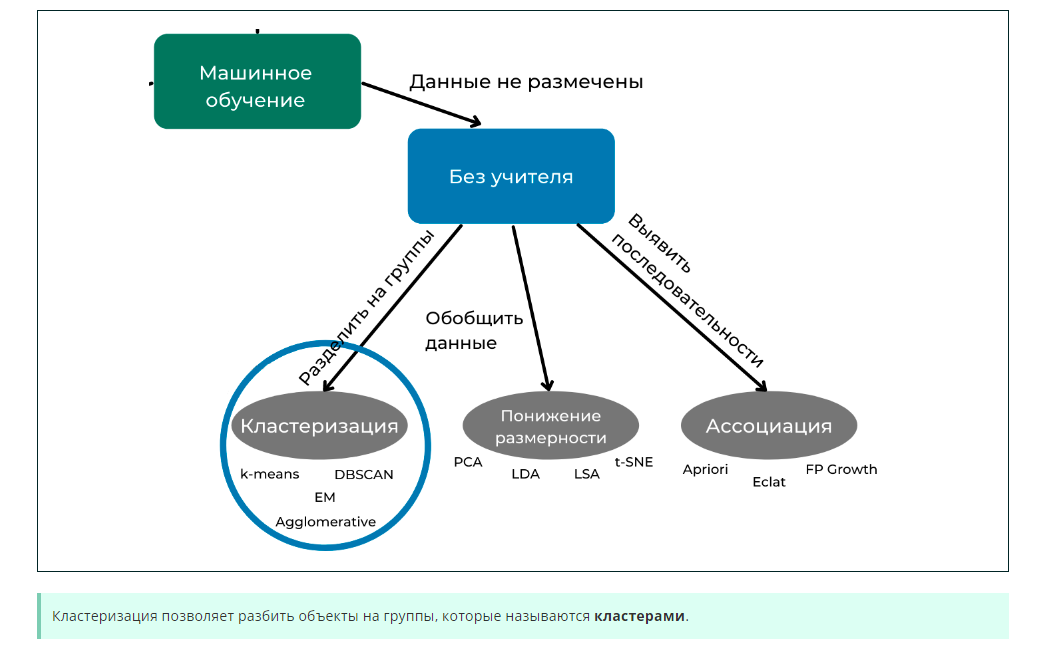 Машинное
обучение
Данные не размечены
Без учителя
Разделить на группы
Обобщить
данные
Выявить
последовательности
Кластеризация
k-means
DBSCAN
EM
Agglomerative
Понижение
размерности
PCA
LDA
LSA
t-SNE
Ассоциация
Apriori
Eclat
FP Growth
Кластеризация позволяет разбить объекты на группы, которые называются кластерами.